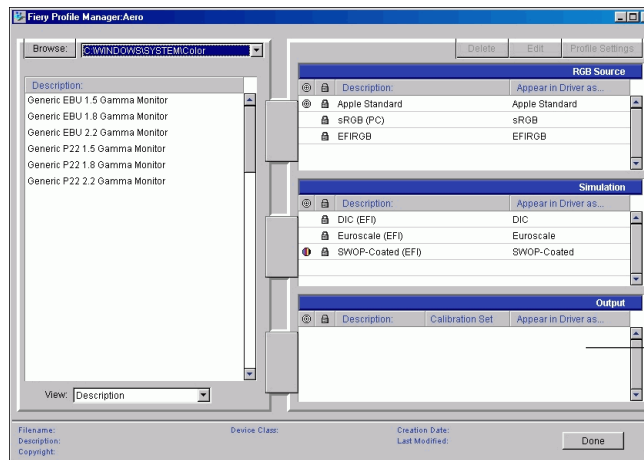 Fiery Profile Manager:Aero
Browse: C:\WINDOWS\SYSTEM\Color
Description:
Generic EBU 1.5 Gamma Monitor
Generic EBU 1.8 Gamma Monitor
Generic EBU 2.2 Gamma Monitor
Generic P22 1.5 Gamma Monitor
Generic P22 1.8 Gamma Monitor
Generic P22 2.2 Gamma Monitor
View: Description
Delete Edit Profile Settings
RGB Source
Description: Appear in Driver as...
Apple Standard Apple Standard
sRGB (PC) sRGB
EFIRGB EFIRGB
Simulation
Description: Appear in Driver as...
DIC (EFI) DIC
Euroscale (EFI) Euroscale
SWOP-Coated (EFI) SWOP-Coated
Output
Description: Calibration Set Appear in Driver as...
Filename: Device Class: Creation Date:
Description: Last Modified:
Copyright:
Done